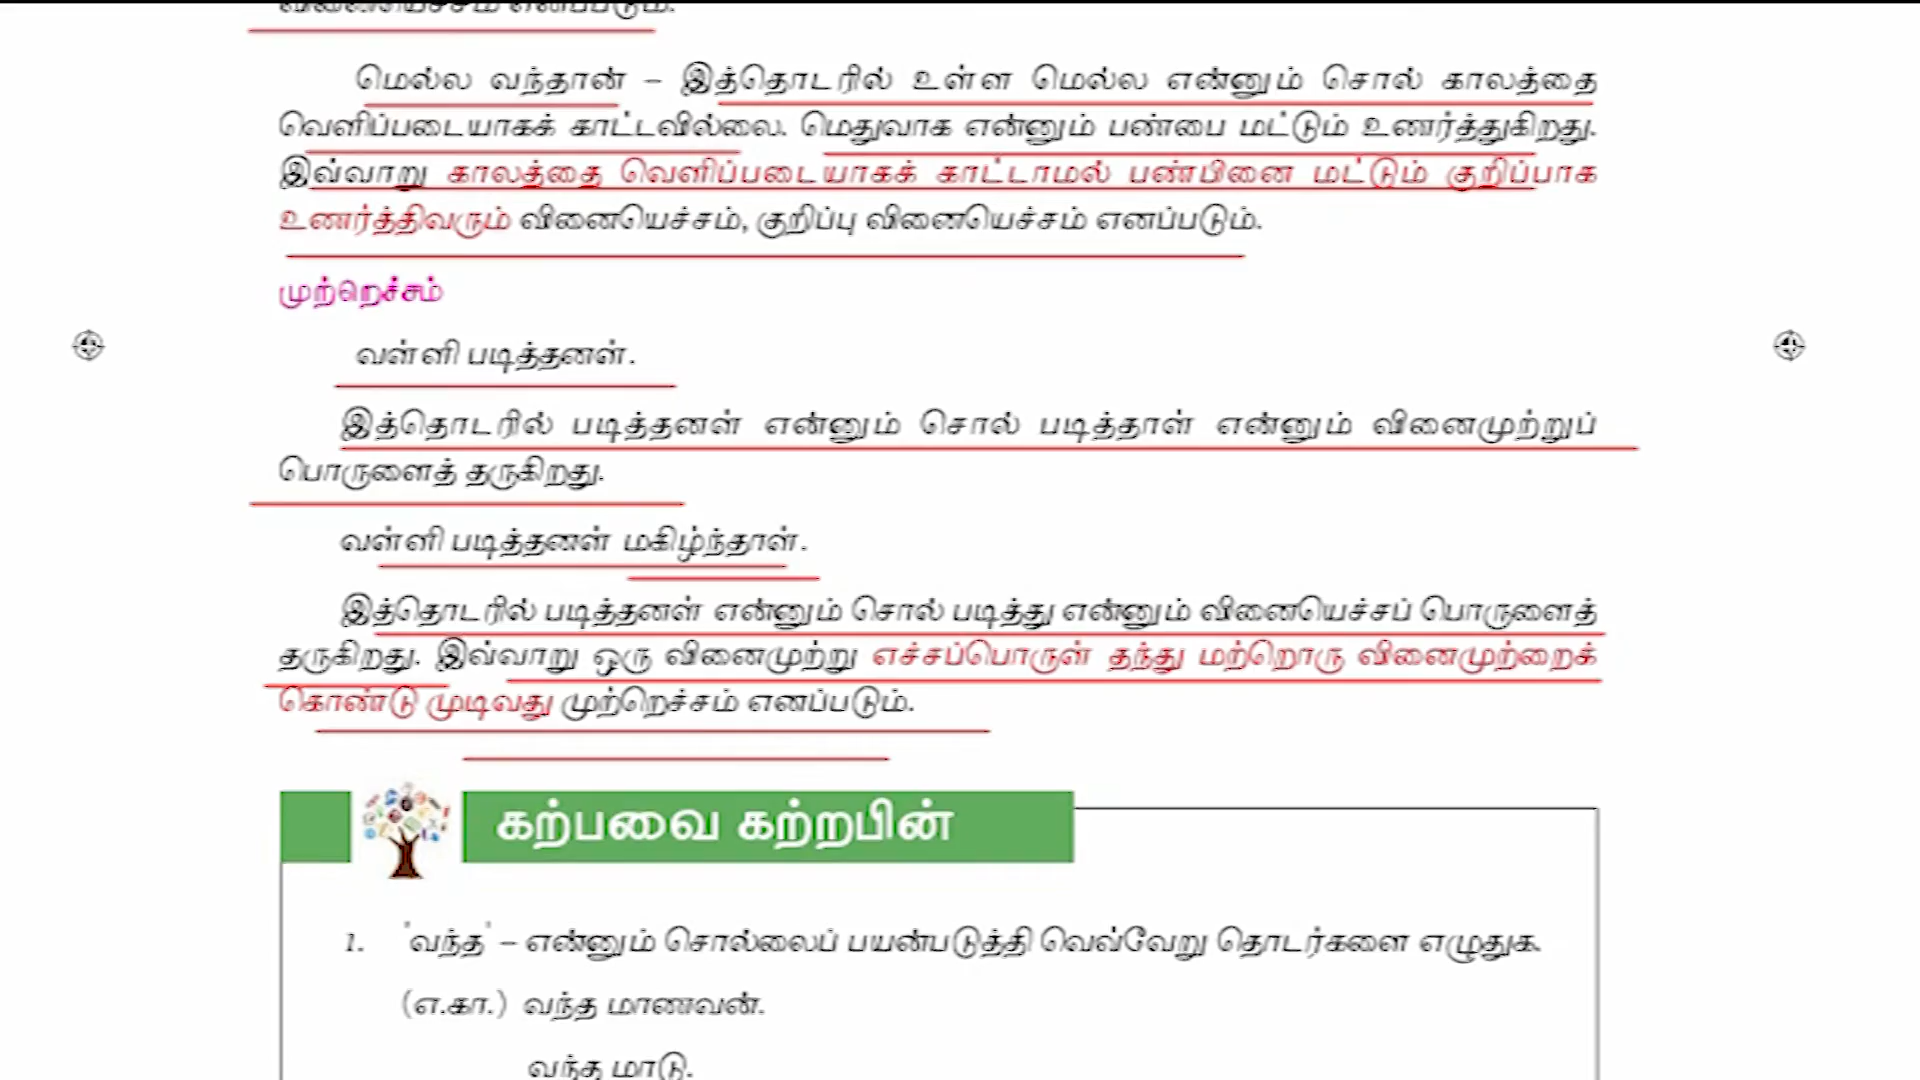 வினையெச்சம் எனப்படும்.
மெல்ல வந்தான் – இத்தொடரில் உள்ள மெல்ல என்னும் சொல் காலத்தை
வெளிப்படையாகக் காட்டவில்லை. மெதுவாக என்னும் பண்பை மட்டும் உணர்த்துகிறது.
இவ்வாறு காலத்தை வெளிப்படையாகக் காட்டாமல் பண்பினை மட்டும் குறிப்பாக
உணர்த்திவரும் வினையெச்சம், குறிப்பு வினையெச்சம் எனப்படும்.
முற்றெச்சம்
வள்ளி படித்தனள்.
இத்தொடரில் படித்தனள் என்னும் சொல் படித்தாள் என்னும் வினைமுற்றுப்
பொருளைத் தருகிறது.
வள்ளி படித்தனள் மகிழ்ந்தாள்.
இத்தொடரில் படித்தனள் என்னும் சொல் படித்து என்னும் வினையெச்சப் பொருளைத்
தருகிறது. இவ்வாறு ஒரு வினைமுற்று எச்சப்பொருள் தந்து மற்றொரு வினைமுற்றைக்
கொண்டு முடிவது முற்றெச்சம் எனப்படும்.
கற்பவை கற்றபின்
1. 'வந்த' – என்னும் சொல்லைப் பயன்படுத்தி வெவ்வேறு தொடர்களை எழுதுக.
(எ.கா.) வந்த மாணவன்.
வந்த மாடு.